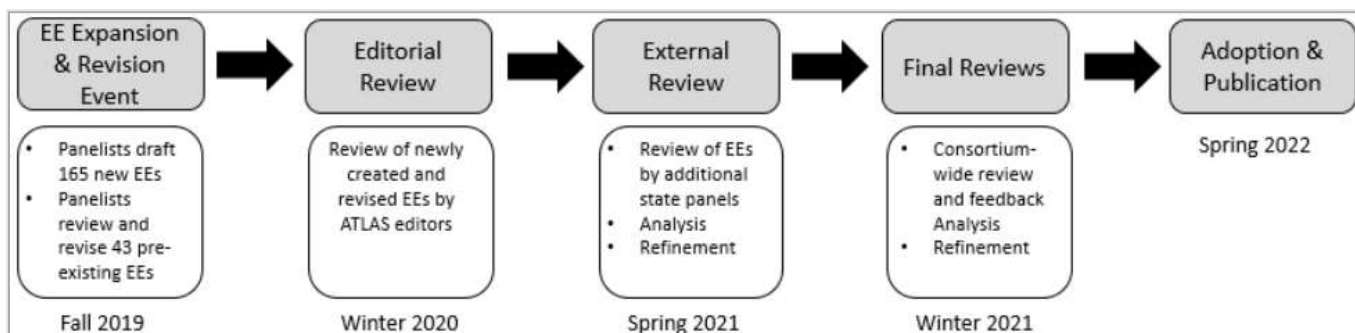 EE Expansion
& Revision
Event
Editorial
Review
External
Review
Final Reviews
Adoption &
Publication
• Panelists draft
165 new EEs
• Panelists
review and
revise 43 pre-
existing EEs
Review of newly
created and
revised EEs by
ATLAS editors
• Review of EEs
by additional
state panels
• Analysis
• Refinement
• Consortium-
wide review
and feedback
Analysis
• Refinement
Spring 2022
Fall 2019
Winter 2020
Spring 2021
Winter 2021